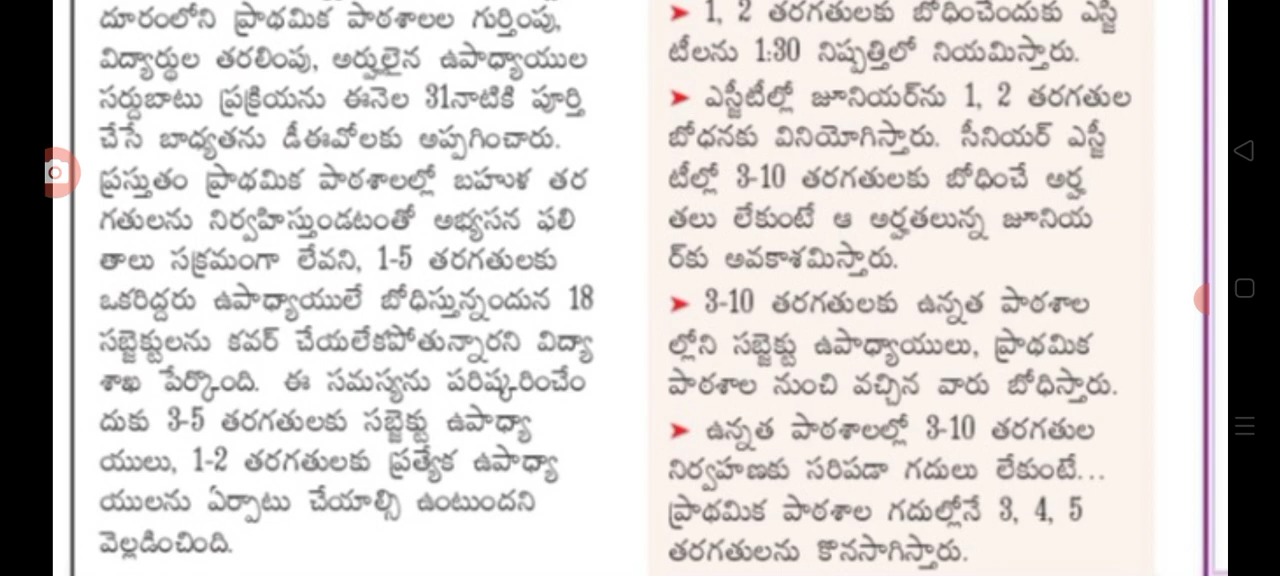 దూరంలోని ప్రాథమిక పాఠశాలల గుర్తింపు,
విద్యార్థుల తరలింపు, అర్హులైన ఉపాధ్యాయుల
సర్దుబాటు ప్రక్రియను ఈనెల 31నాటికి పూర్తి
చేసే బాధ్యతను డీఈవోలకు అప్పగించారు.
ప్రస్తుతం ప్రాథమిక పాఠశాలల్లో బహుళ తర
గతులను నిర్వహిస్తుండటంతో అభ్యసన ఫలి
తాలు సక్రమంగా లేవని, 1-5 తరగతులకు
ఒకరిద్దరు ఉపాధ్యాయులే బోధిస్తున్నందున 18
సబ్జెక్టులను కవర్ చేయలేకపోతున్నారని విద్యా
శాఖ పేర్కొంది. ఈ సమస్యను పరిష్కరించేం
దుకు 3-5 తరగతులకు సబ్జెక్టు ఉపాధ్యా
యులు, 1-2 తరగతులకు ప్రత్యేక ఉపాధ్యా
యులను ఏర్పాటు చేయాల్సి ఉంటుందని
వెల్లడించింది.
➤ 1, 2 తరగతులకు బోధించేందుకు ఎస్జీ
టీలను 1:30 నిష్పత్తిలో నియమిస్తారు.
➤ ఎస్జీటీల్లో జూనియర్‌ను 1, 2 తరగతుల
బోధనకు వినియోగిస్తారు. సీనియర్ ఎస్జీ
టీల్లో 3-10 తరగతులకు బోధించే అర్హ
తలు లేకుంటే ఆ అర్హతలున్న జూనియ
ర్‌కు అవకాశమిస్తారు.
➤ 3-10 తరగతులకు ఉన్నత పాఠశాల
ల్లోని సబ్జెక్టు ఉపాధ్యాయులు, ప్రాథమిక
పాఠశాల నుంచి వచ్చిన వారు బోధిస్తారు.
➤ ఉన్నత పాఠశాలల్లో 3-10 తరగతుల
నిర్వహణకు సరిపడా గదులు లేకుంటే...
ప్రాథమిక పాఠశాల గదుల్లోనే 3, 4, 5
తరగతులను కొనసాగిస్తారు.